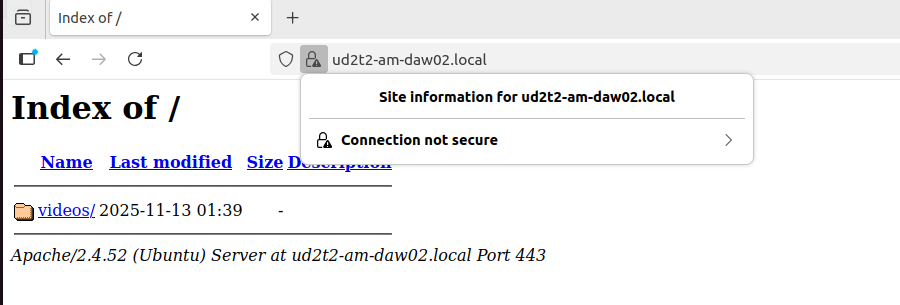 Index of /
ud2t2-am-daw02.local
Site information for ud2t2-am-daw02.local
Connection not secure
Index of /
Name Last modified Size Description
videos/ 2025-11-13 01:39 -
Apache/2.4.52 (Ubuntu) Server at ud2t2-am-daw02.local Port 443